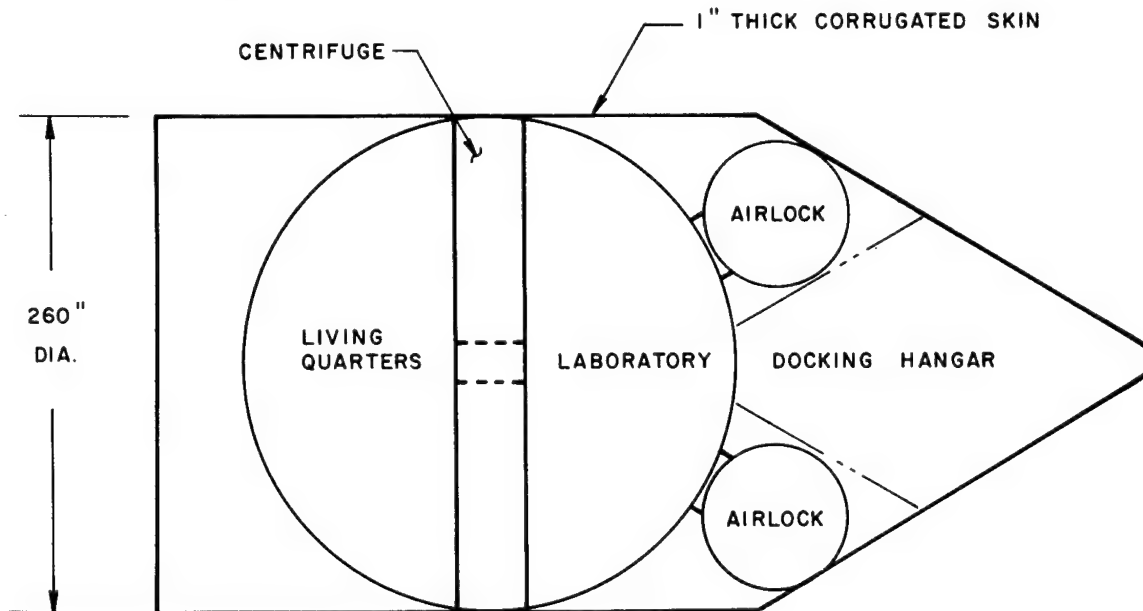 1" THICK CORRUGATED SKIN
CENTRIFUGE
AIRLOCK
260"
DIA.
LIVING
QUARTERS
LABORATORY
DOCKING HANGAR
AIRLOCK